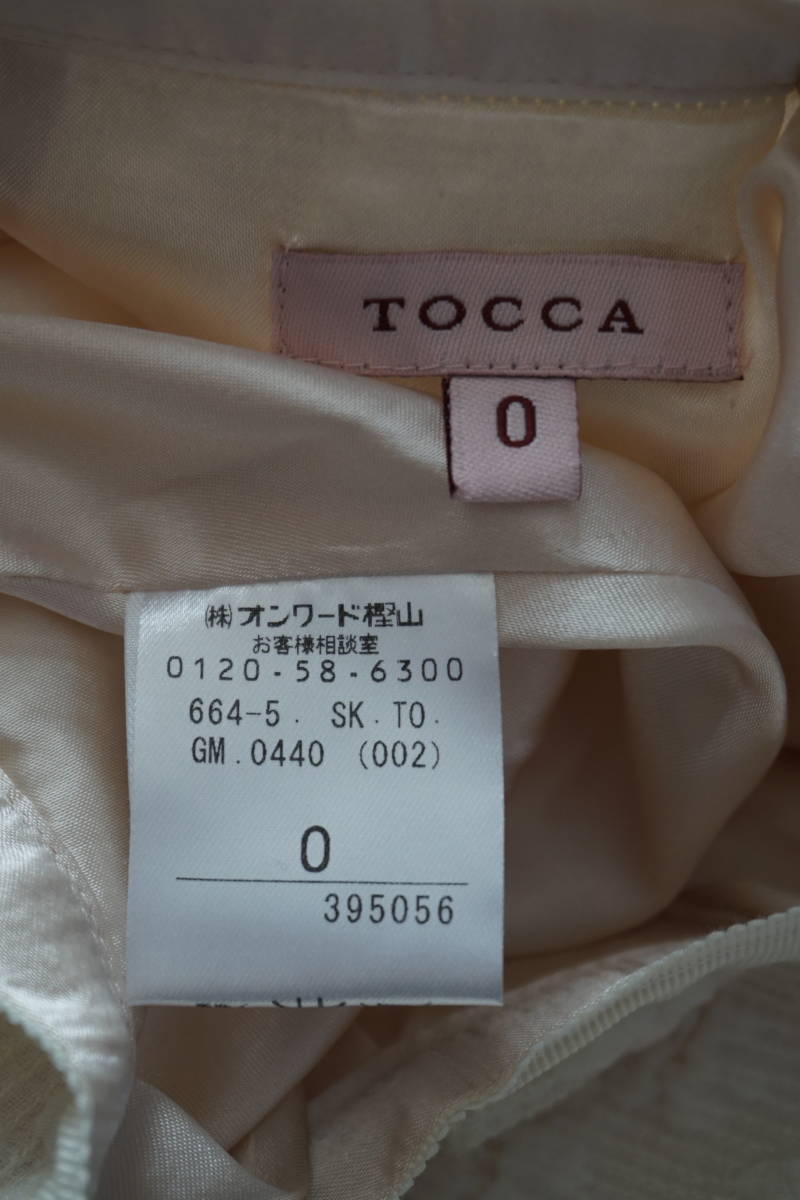 TOCCA
0
㈱オンワード樫山
お客様相談室
0120-58-6300
664-5. SK.TO.
GM.0440 (002)
0
395056